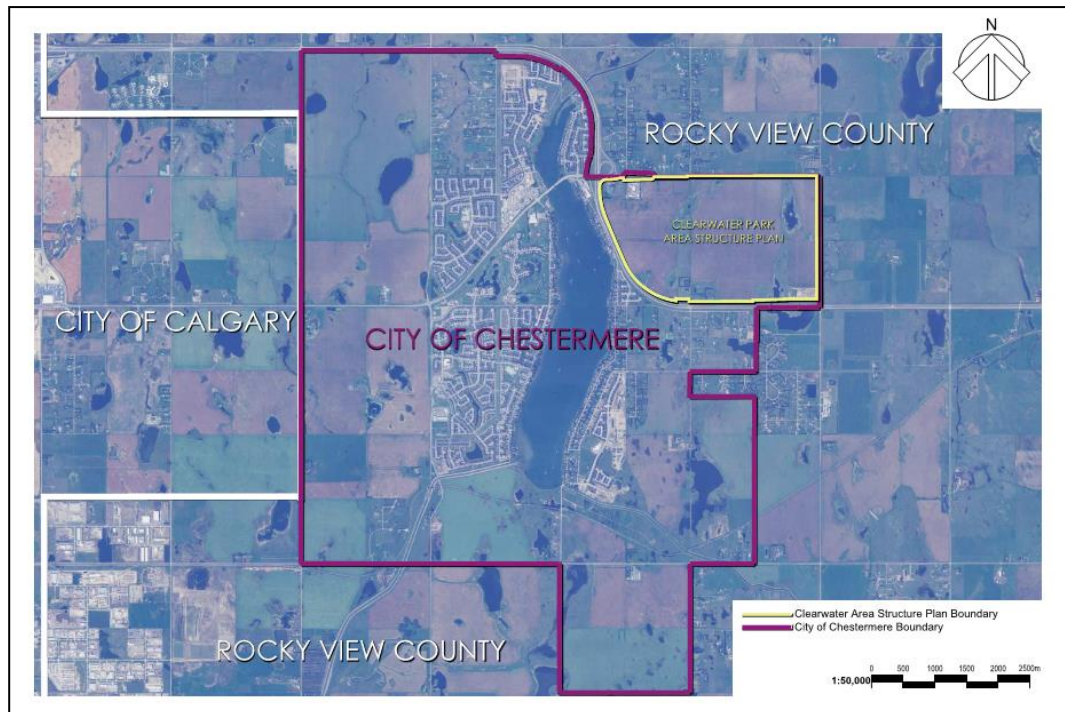 N
ROCKY VIEW COUNTY
CLEARWATER PARK
AREA STRUCTURE PLAN
CITY OF CALGARY
CITY OF CHESTERMERE
ROCKY VIEW COUNTY
Clearwater Area Structure Plan Boundary
City of Chestermere Boundary
0 500 1000 1500 2000 2500m
1:50,000